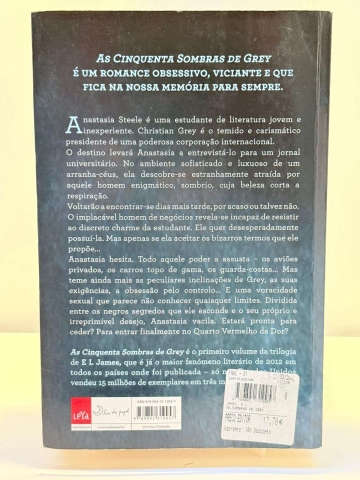 As Cinquenta Sombras de Grey
é um romance obsessivo, viciante e que
fica na nossa memória para sempre.
Anastasia Steele é uma estudante de literatura jovem e
inexperiente. Christian Grey é o temido e carismático
presidente de uma poderosa corporação internacional.
O destino levará Anastasia a entrevistá-lo para um jornal
universitário. No ambiente sofisticado e luxuoso de um
arranha-céus, ela descobre-se estranhamente atraída por
aquele homem enigmático, sombrio, cuja beleza corta a
respiração.
Voltarão a encontrar-se dias mais tarde, por acaso ou talvez não.
O implacável homem de negócios revela-se incapaz de resistir
ao discreto charme da estudante. Ele quer desesperadamente
possuí-la. Mas apenas se ela aceitar os bizarros termos que ele
propõe...
Anastasia hesita. Todo aquele poder a assusta – os aviões
privados, os carros topo de gama, os guarda-costas... Mas
teme ainda mais as peculiares inclinações de Grey, as suas
exigências, a obsessão pelo controlo... E uma voracidade
sexual que parece não conhecer quaisquer limites. Dividida
entre os negros segredos que ele esconde e o seu próprio e
irreprimível desejo, Anastasia vacila. Estará pronta para
ceder? Para entrar finalmente no Quarto Vermelho da Dor?
As Cinquenta Sombras de Grey é o primeiro volume da trilogia
de E L James, que é já o maior fenómeno literário de 2012 em
todos os países onde foi publicado – só n Unidos
vendeu 15 milhões de exemplares em três m
LEYA